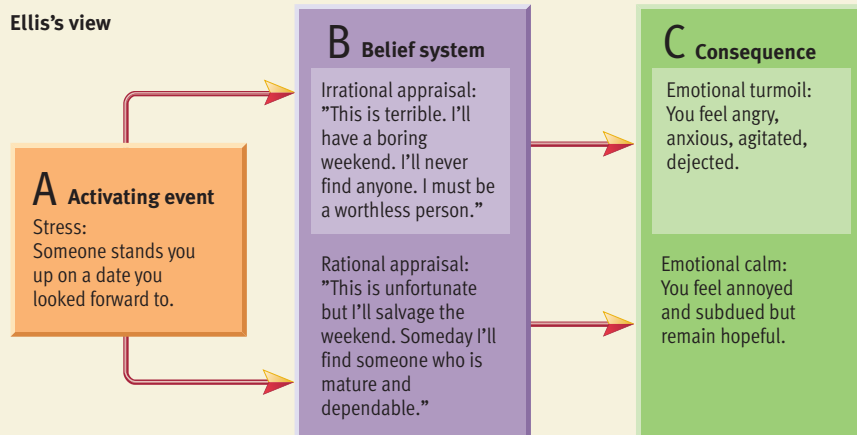 Ellis's view
A Activating event
Stress:
Someone stands you
up on a date you
looked forward to.
B Belief system
Irrational appraisal:
”This is terrible. I’ll
have a boring
weekend. I’ll never
find anyone. I must be
a worthless person.”
Rational appraisal:
”This is unfortunate
but I’ll salvage the
weekend. Someday I’ll
find someone who is
mature and
dependable.”
C Consequence
Emotional turmoil:
You feel angry,
anxious, agitated,
dejected.
Emotional calm:
You feel annoyed
and subdued but
remain hopeful.